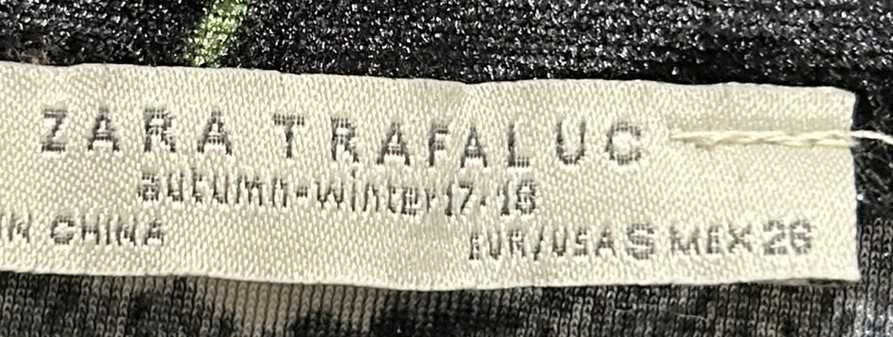 ZARA TRAFALUC
autumn-winter 17-18
IN CHINA EUR/USA S MEX 26